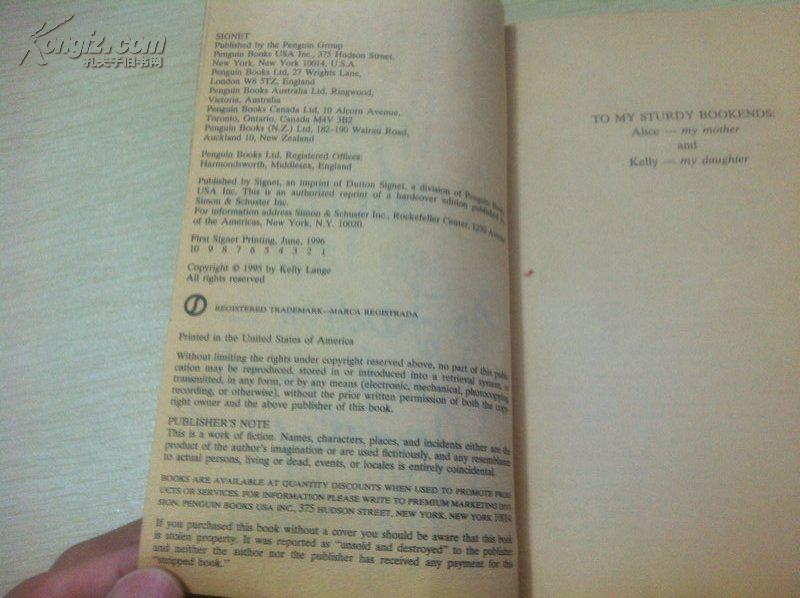 Kongfz.com
孔夫子旧书网
SIGNET
Published by the Penguin Group
Penguin Books USA Inc., 375 Hudson Street,
New York, New York 10014, U.S.A
Penguin Books Ltd, 27 Wrights Lane,
London W8 5TZ, England
Penguin Books Australia Ltd, Ringwood,
Victoria, Australia
Penguin Books Canada Ltd, 10 Alcorn Avenue,
Toronto, Ontario, Canada M4V 3B2
Penguin Books (N.Z.) Ltd, 182-190 Wairau Road,
Auckland 10, New Zealand
Penguin Books Ltd, Registered Offices:
Harmondsworth, Middlesex, England
Published by Signet, an imprint of Dutton Signet, a division of Penguin Books
USA Inc. This is an authorized reprint of a hardcover edition published by
Simon & Schuster Inc.
For information address Simon & Schuster Inc., Rockefeller Center, 1230 Avenue
of the Americas, New York, N.Y. 10020.
First Signet Printing, June, 1996
10 9 8 7 6 5 4 3 2 1
Copyright © 1995 by Kelly Lange
All rights reserved
REGISTERED TRADEMARK—MARCA REGISTRADA
Printed in the United States of America
Without limiting the rights under copyright reserved above, no part of this publi-
cation may be reproduced, stored in or introduced into a retrieval system, or
transmitted, in any form, or by any means (electronic, mechanical, photocopying,
recording, or otherwise), without the prior written permission of both the copy-
right owner and the above publisher of this book.
PUBLISHER'S NOTE
This is a work of fiction. Names, characters, places, and incidents either are the
product of the author's imagination or are used fictitiously, and any resemblance
to actual persons, living or dead, events, or locales is entirely coincidental.
BOOKS ARE AVAILABLE AT QUANTITY DISCOUNTS WHEN USED TO PROMOTE PROD-
UCTS OR SERVICES. FOR INFORMATION PLEASE WRITE TO PREMIUM MARKETING DIVI-
SION, PENGUIN BOOKS USA INC., 375 HUDSON STREET, NEW YORK, NEW YORK 10014.
If you purchased this book without a cover you should be aware that this book
is stolen property. It was reported as "unsold and destroyed" to the publisher
and neither the author nor the publisher has received any payment for this
"stripped book."
TO MY STURDY BOOKENDS:
Alice — my mother
and
Kelly — my daughter